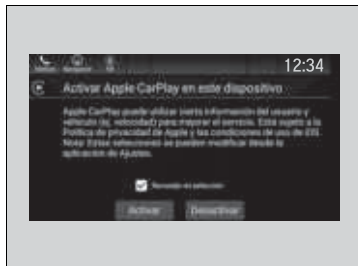 12:34
Activar Apple CarPlay en este dispositivo
Apple CarPlay puede utilizar cierta información del usuario y
vehículo (ej. velocidad) para mejorar el servicio. Está sujeto a la
Política de privacidad de Apple y las condiciones de uso de iOS.
Nota: Estas selecciones se pueden modificar desde la
aplicación de Ajustes.
Recordar mi selección
Activar Desactivar